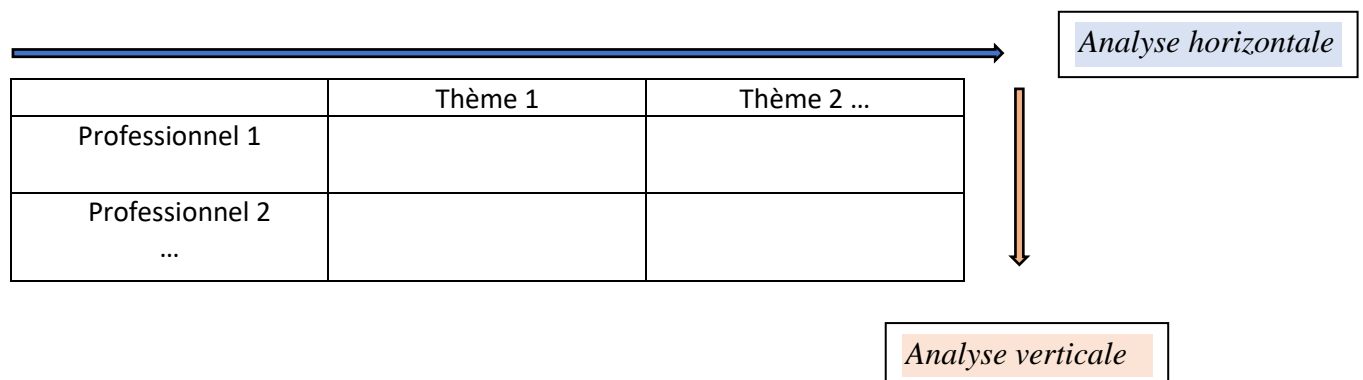 Analyse horizontale
Thème 1 Thème 2 ...
Professionnel 1
Professionnel 2
...
Analyse verticale